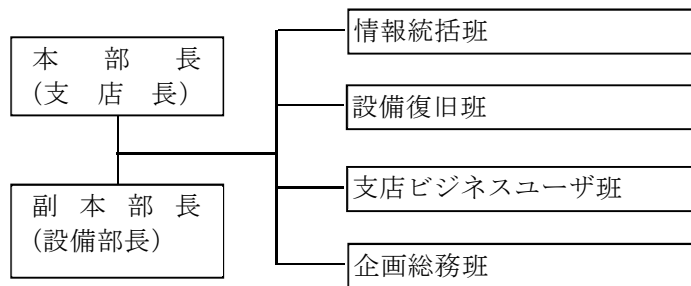 本部長
(支店長)
副本部長
(設備部長)
情報統括班
設備復旧班
支店ビジネスユーザ班
企画総務班